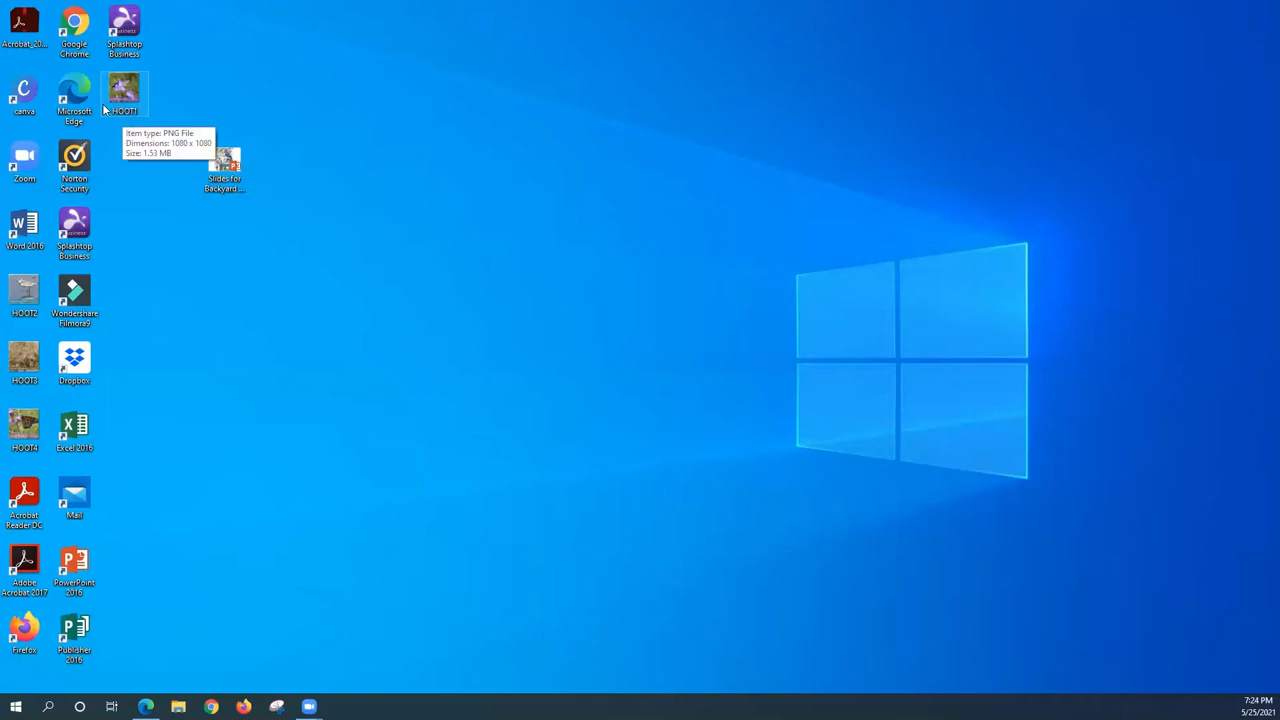 Acrobat_20...
Google
Chrome
Splashtop
Business
canva
Microsoft
Edge
HOOT1
Item type: PNG File
Dimensions: 1080 x 1080
Size: 1.53 MB
Zoom
Norton
Security
Slides for
Backyard ...
Word 2016
Splashtop
Business
HOOT2
Wondershare
Filmora9
HOOT3
Dropbox
HOOT4
Excel 2016
Acrobat
Reader DC
Mail
Adobe
Acrobat 2017
PowerPoint
2016
Firefox
Publisher
2016
7:24 PM
5/25/2021